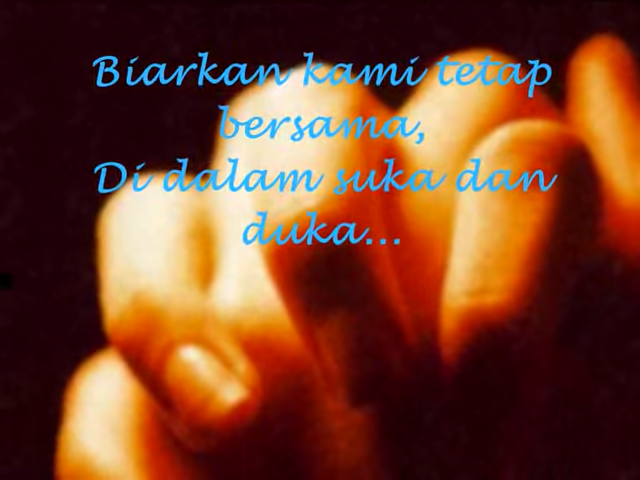 Biarkan kami tetap
bersama,
Di dalam suka dan
duka...